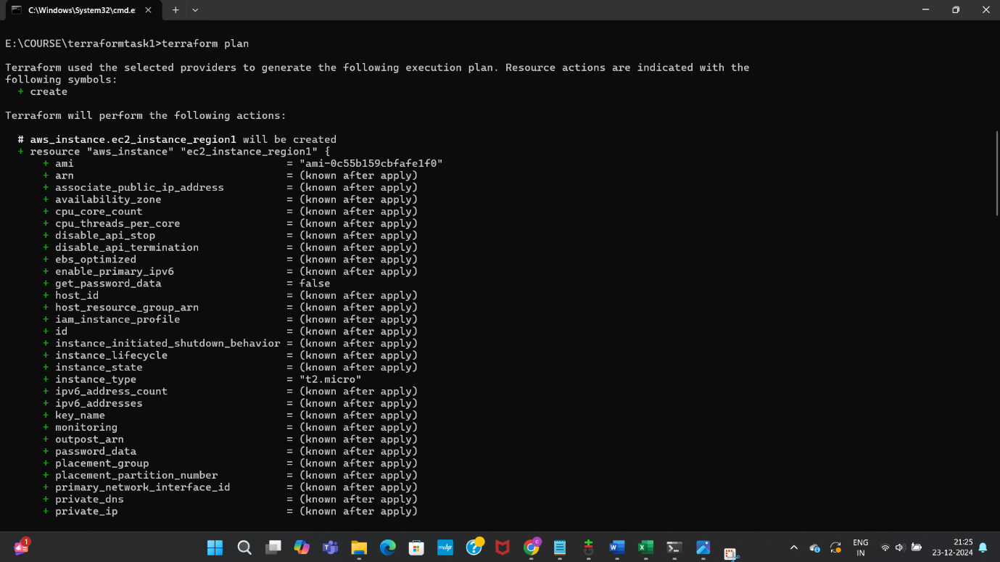 C:\Windows\System32\cmd.e
E:\COURSE\terraformtask1>terraform plan
Terraform used the selected providers to generate the following execution plan. Resource actions are indicated with the
following symbols:
+ create
Terraform will perform the following actions:
# aws_instance.ec2_instance_region1 will be created
+ resource "aws_instance" "ec2_instance_region1" {
+ ami = "ami-0c55b159cbfafe1f0"
+ arn = (known after apply)
+ associate_public_ip_address = (known after apply)
+ availability_zone = (known after apply)
+ cpu_core_count = (known after apply)
+ cpu_threads_per_core = (known after apply)
+ disable_api_stop = (known after apply)
+ disable_api_termination = (known after apply)
+ ebs_optimized = (known after apply)
+ enable_primary_ipv6 = (known after apply)
+ get_password_data = false
+ host_id = (known after apply)
+ host_resource_group_arn = (known after apply)
+ iam_instance_profile = (known after apply)
+ id = (known after apply)
+ instance_initiated_shutdown_behavior = (known after apply)
+ instance_lifecycle = (known after apply)
+ instance_state = (known after apply)
+ instance_type = "t2.micro"
+ ipv6_address_count = (known after apply)
+ ipv6_addresses = (known after apply)
+ key_name = (known after apply)
+ monitoring = (known after apply)
+ outpost_arn = (known after apply)
+ password_data = (known after apply)
+ placement_group = (known after apply)
+ placement_partition_number = (known after apply)
+ primary_network_interface_id = (known after apply)
+ private_dns = (known after apply)
+ private_ip = (known after apply)
1
myhp
ENG
IN
21:25
23-12-2024